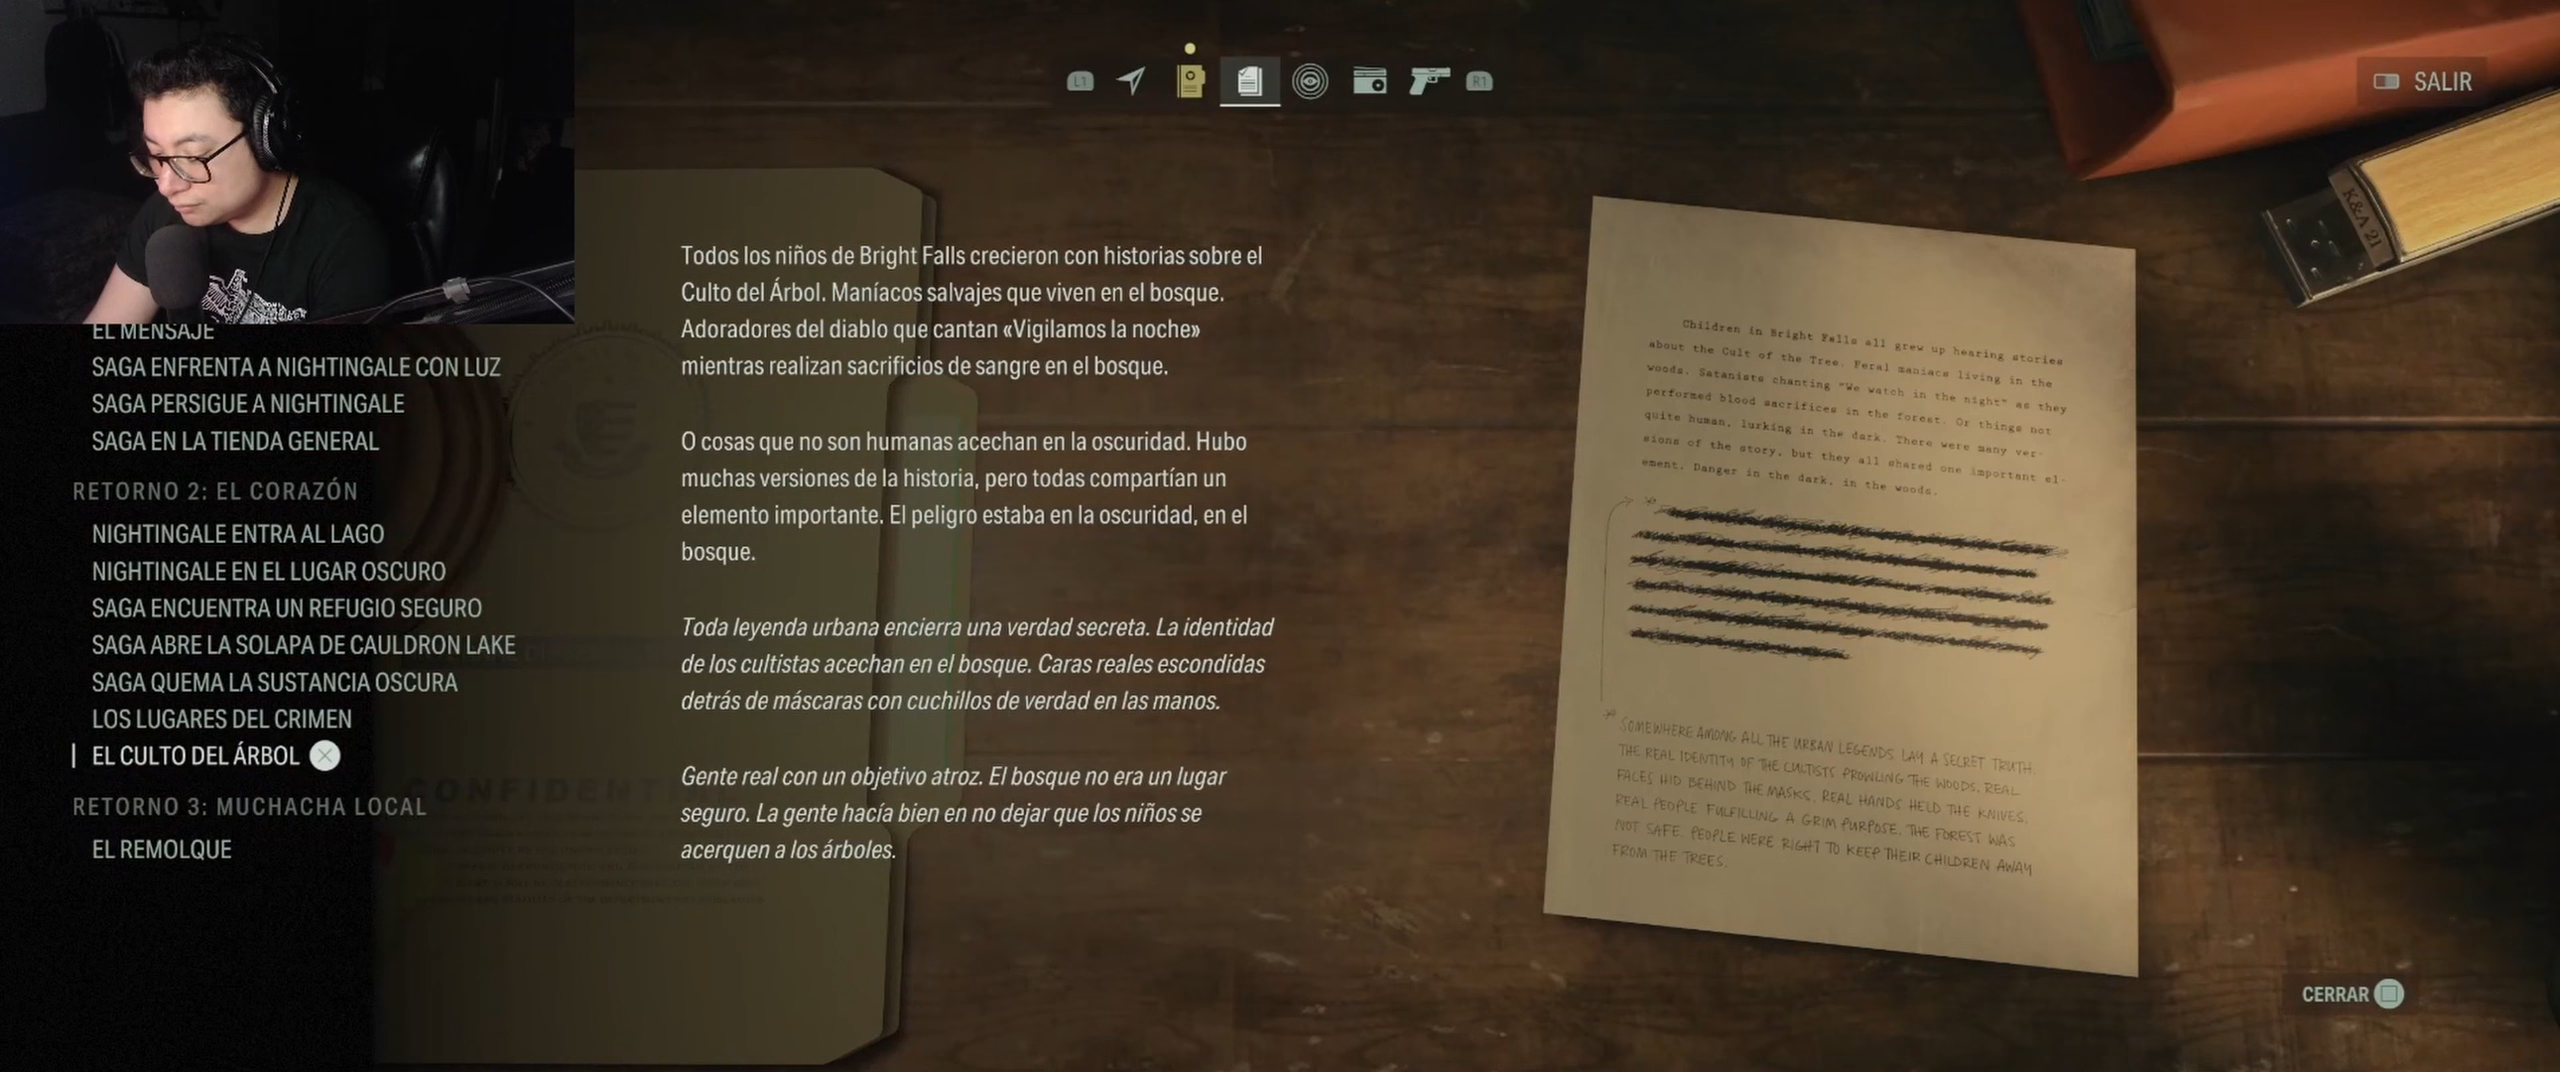 L1
R1
SALIR
K&A 21
EL MENSAJE
SAGA ENFRENTA A NIGHTINGALE CON LUZ
SAGA PERSIGUE A NIGHTINGALE
SAGA EN LA TIENDA GENERAL
RETORNO 2: EL CORAZÓN
NIGHTINGALE ENTRA AL LAGO
NIGHTINGALE EN EL LUGAR OSCURO
SAGA ENCUENTRA UN REFUGIO SEGURO
SAGA ABRE LA SOLAPA DE CAULDRON LAKE
SAGA QUEMA LA SUSTANCIA OSCURA
LOS LUGARES DEL CRIMEN
EL CULTO DEL ÁRBOL
RETORNO 3: MUCHACHA LOCAL
EL REMOLQUE
CONFIDENT
Todos los niños de Bright Falls crecieron con historias sobre el
Culto del Árbol. Maníacos salvajes que viven en el bosque.
Adoradores del diablo que cantan «Vigilamos la noche»
mientras realizan sacrificios de sangre en el bosque.
O cosas que no son humanas acechan en la oscuridad. Hubo
muchas versiones de la historia, pero todas compartían un
elemento importante. El peligro estaba en la oscuridad, en el
bosque.
Toda leyenda urbana encierra una verdad secreta. La identidad
de los cultistas acechan en el bosque. Caras reales escondidas
detrás de máscaras con cuchillos de verdad en las manos.
Gente real con un objetivo atroz. El bosque no era un lugar
seguro. La gente hacía bien en no dejar que los niños se
acerquen a los árboles.
Children in Bright Falls all grew up hearing stories
about the Cult of the Tree. Feral maniacs living in the
woods. Satanists chanting "We watch in the night" as they
performed blood sacrifices in the forest. Or things not
quite human, lurking in the dark. There were many ver-
sions of the story, but they all shared one important el-
ement. Danger in the dark, in the woods.
* SOMEWHERE AMONG ALL THE URBAN LEGENDS LAY A SECRET TRUTH.
THE REAL IDENTITY OF THE CULTISTS PROWLING THE WOODS. REAL
FACES HID BEHIND THE MASKS. REAL HANDS HELD THE KNIVES.
REAL PEOPLE FULFILLING A GRIM PURPOSE. THE FOREST WAS
NOT SAFE. PEOPLE WERE RIGHT TO KEEP THEIR CHILDREN AWAY
FROM THE TREES.
CERRAR